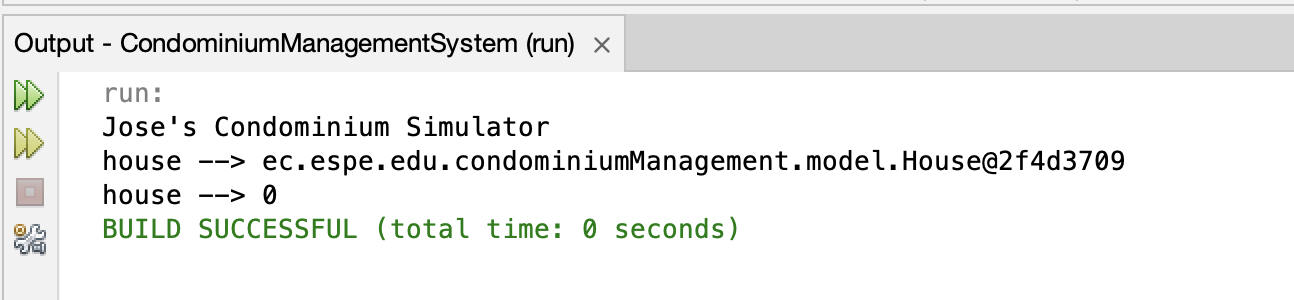 Output - CondominiumManagementSystem (run) ×
run:
Jose's Condominium Simulator
house --> ec.espe.edu.condominiumManagement.model.House@2f4d3709
house --> 0
BUILD SUCCESSFUL (total time: 0 seconds)